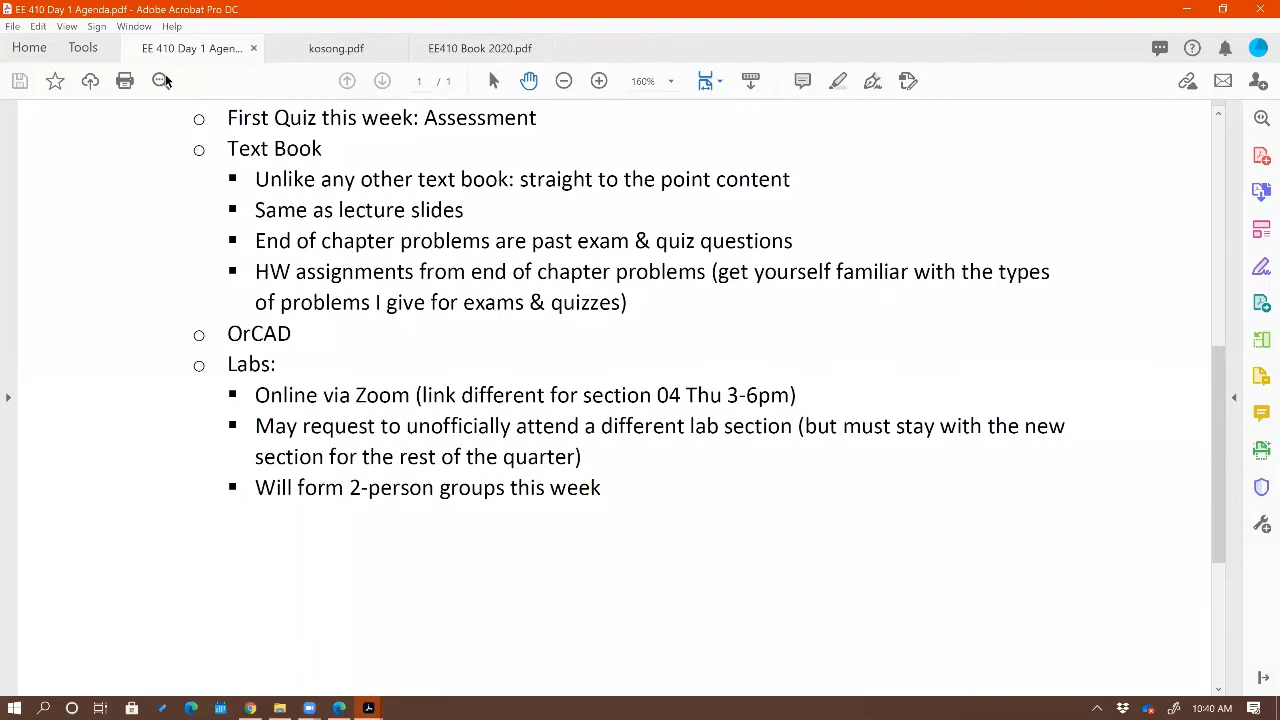 EE 410 Day 1 Agenda.pdf - Adobe Acrobat Pro DC
File Edit View Sign Window Help
Home Tools EE 410 Day 1 Agen... × kosong.pdf EE410 Book 2020.pdf
1 / 1 160%
o First Quiz this week: Assessment
o Text Book
▪ Unlike any other text book: straight to the point content
▪ Same as lecture slides
▪ End of chapter problems are past exam & quiz questions
▪ HW assignments from end of chapter problems (get yourself familiar with the types
of problems I give for exams & quizzes)
o OrCAD
o Labs:
▪ Online via Zoom (link different for section 04 Thu 3-6pm)
▪ May request to unofficially attend a different lab section (but must stay with the new
section for the rest of the quarter)
▪ Will form 2-person groups this week
10:40 AM